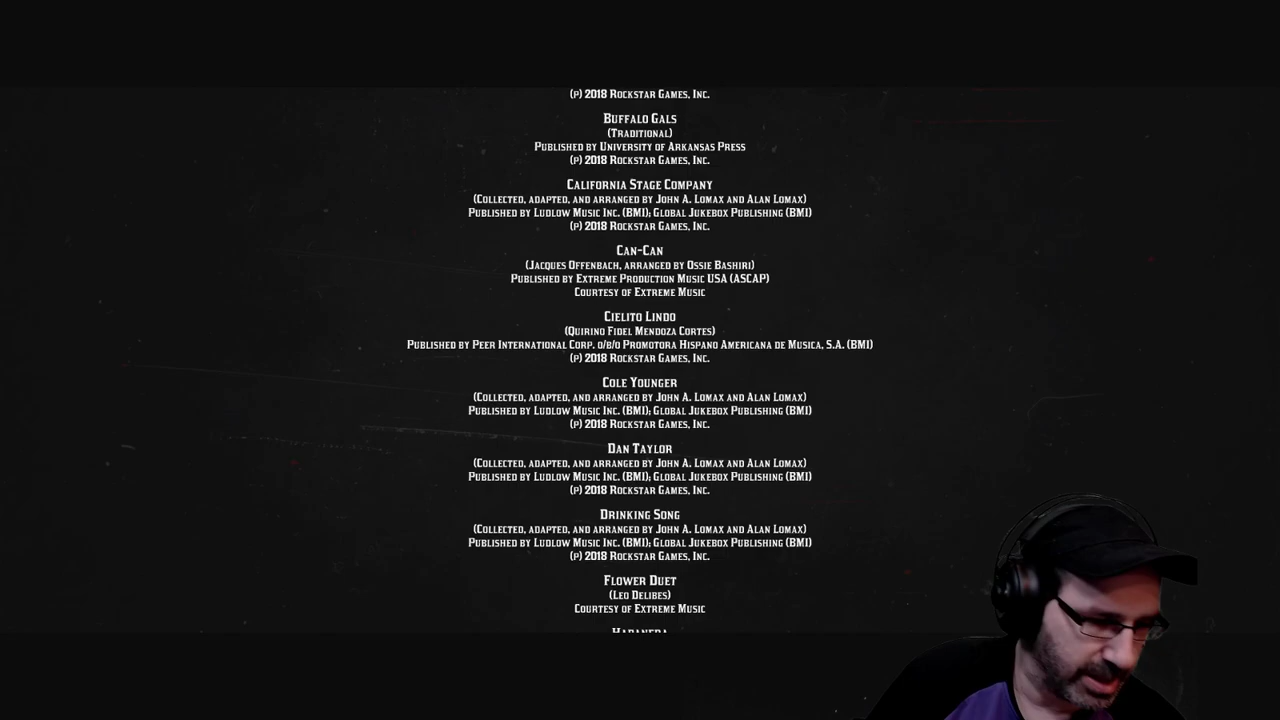 (P) 2018 Rockstar Games, Inc.
Buffalo Gals
(Traditional)
Published by University of Arkansas Press
(P) 2018 Rockstar Games, Inc.
California Stage Company
(Collected, adapted, and arranged by John A. Lomax and Alan Lomax)
Published by Ludlow Music Inc. (BMI); Global Jukebox Publishing (BMI)
(P) 2018 Rockstar Games, Inc.
Can-Can
(Jacques Offenbach, arranged by Ossie Bashiri)
Published by Extreme Production Music USA (ASCAP)
Courtesy of Extreme Music
Cielito Lindo
(Quirino Fidel Mendoza Cortes)
Published by Peer International Corp. o/b/o Promotora Hispano Americana de Musica, S.A. (BMI)
(P) 2018 Rockstar Games, Inc.
Cole Younger
(Collected, adapted, and arranged by John A. Lomax and Alan Lomax)
Published by Ludlow Music Inc. (BMI); Global Jukebox Publishing (BMI)
(P) 2018 Rockstar Games, Inc.
Dan Taylor
(Collected, adapted, and arranged by John A. Lomax and Alan Lomax)
Published by Ludlow Music Inc. (BMI); Global Jukebox Publishing (BMI)
(P) 2018 Rockstar Games, Inc.
Drinking Song
(Collected, adapted, and arranged by John A. Lomax and Alan Lomax)
Published by Ludlow Music Inc. (BMI); Global Jukebox Publishing (BMI)
(P) 2018 Rockstar Games, Inc.
Flower Duet
(Leo Delibes)
Courtesy of Extreme Music
Habanera